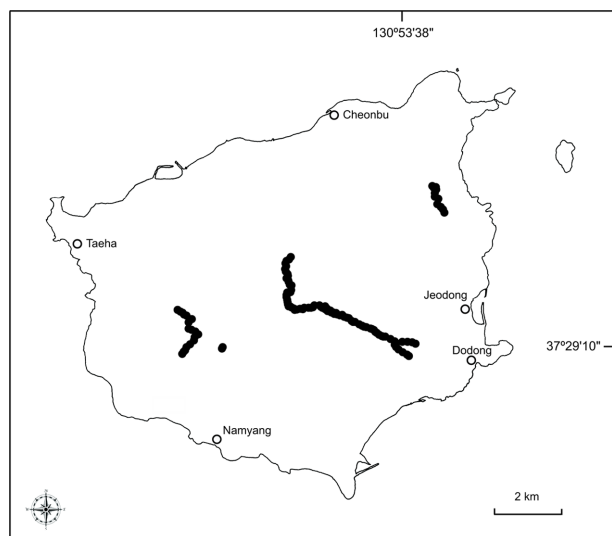 130º53'38"
Cheonbu
Taeha
Jeodong
37º29'10"
Dodong
Namyang
2 km